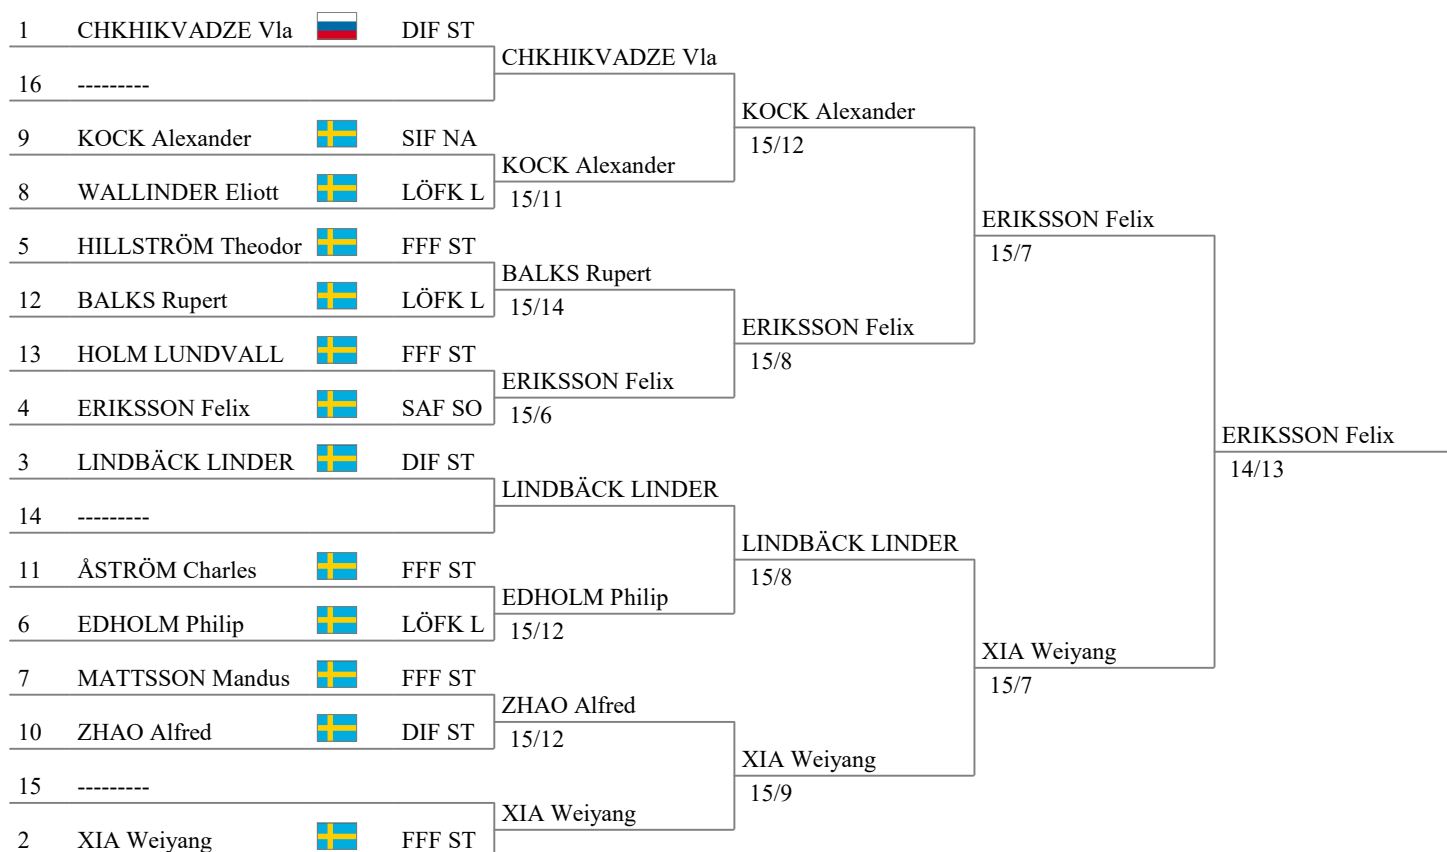 1 CHKHIKVADZE Vla DIF ST
CHKHIKVADZE Vla
16 ---------
KOCK Alexander
15/12
9 KOCK Alexander SIF NA
KOCK Alexander
15/11
8 WALLINDER Eliott LÖFK L
ERIKSSON Felix
15/7
5 HILLSTRÖM Theodor FFF ST
BALKS Rupert
15/14
12 BALKS Rupert LÖFK L
ERIKSSON Felix
15/8
13 HOLM LUNDVALL FFF ST
ERIKSSON Felix
15/6
4 ERIKSSON Felix SAF SO
ERIKSSON Felix
14/13
3 LINDBÄCK LINDER DIF ST
LINDBÄCK LINDER
14 ---------
LINDBÄCK LINDER
15/8
11 ÅSTRÖM Charles FFF ST
EDHOLM Philip
15/12
6 EDHOLM Philip LÖFK L
XIA Weiyang
15/7
7 MATTSSON Mandus FFF ST
ZHAO Alfred
15/12
10 ZHAO Alfred DIF ST
XIA Weiyang
15/9
15 ---------
XIA Weiyang
2 XIA Weiyang FFF ST